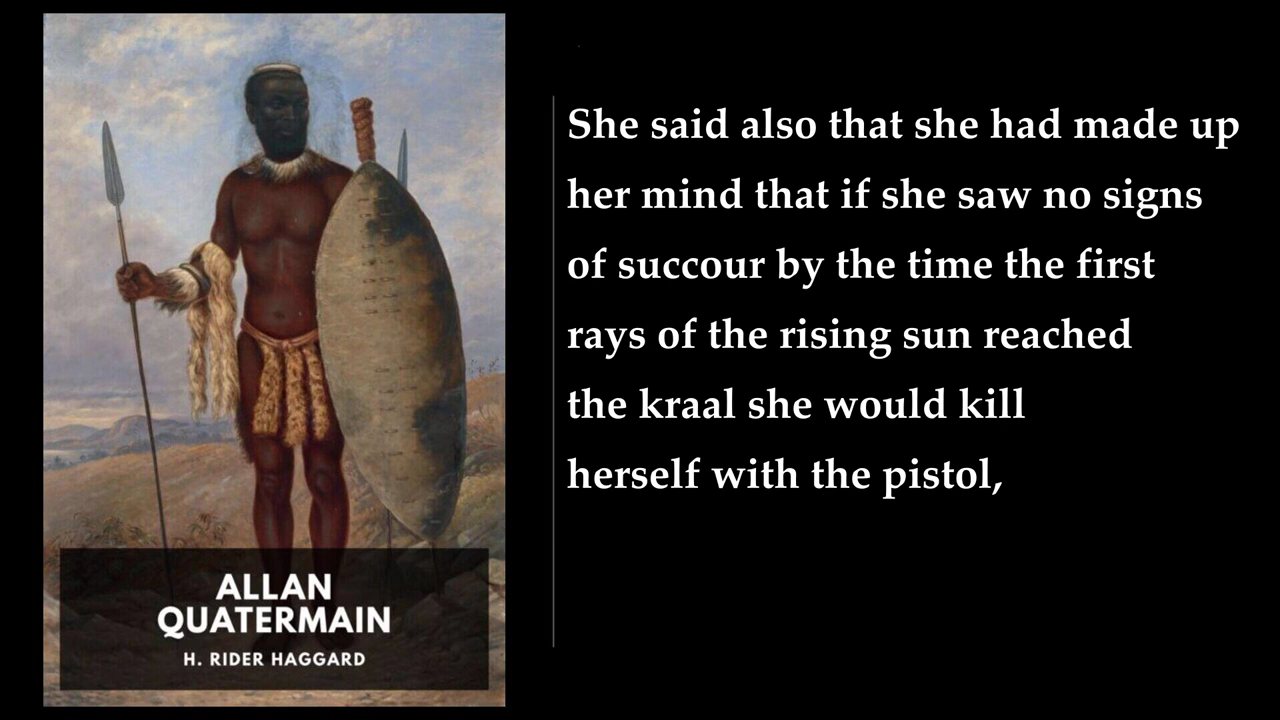 ALLAN
QUATERMAIN
H. RIDER HAGGARD
She said also that she had made up
her mind that if she saw no signs
of succour by the time the first
rays of the rising sun reached
the kraal she would kill
herself with the pistol,